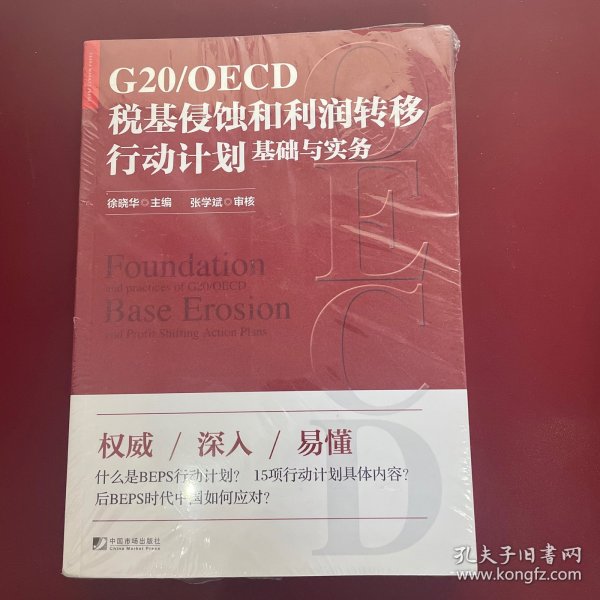 G20/OECD
税基侵蚀和利润转移
行动计划 基础与实务
徐晓华◎主编 张学斌◎审核
OECD
Foundation
and practices of G20/OECD
Base Erosion
and Profit Shifting Action Plans
权威 / 深入 / 易懂
什么是BEPS行动计划? 15项行动计划具体内容?
后BEPS时代中国如何应对?
中国市场出版社
China Market Press
孔夫子旧书网
www.kongfz.com